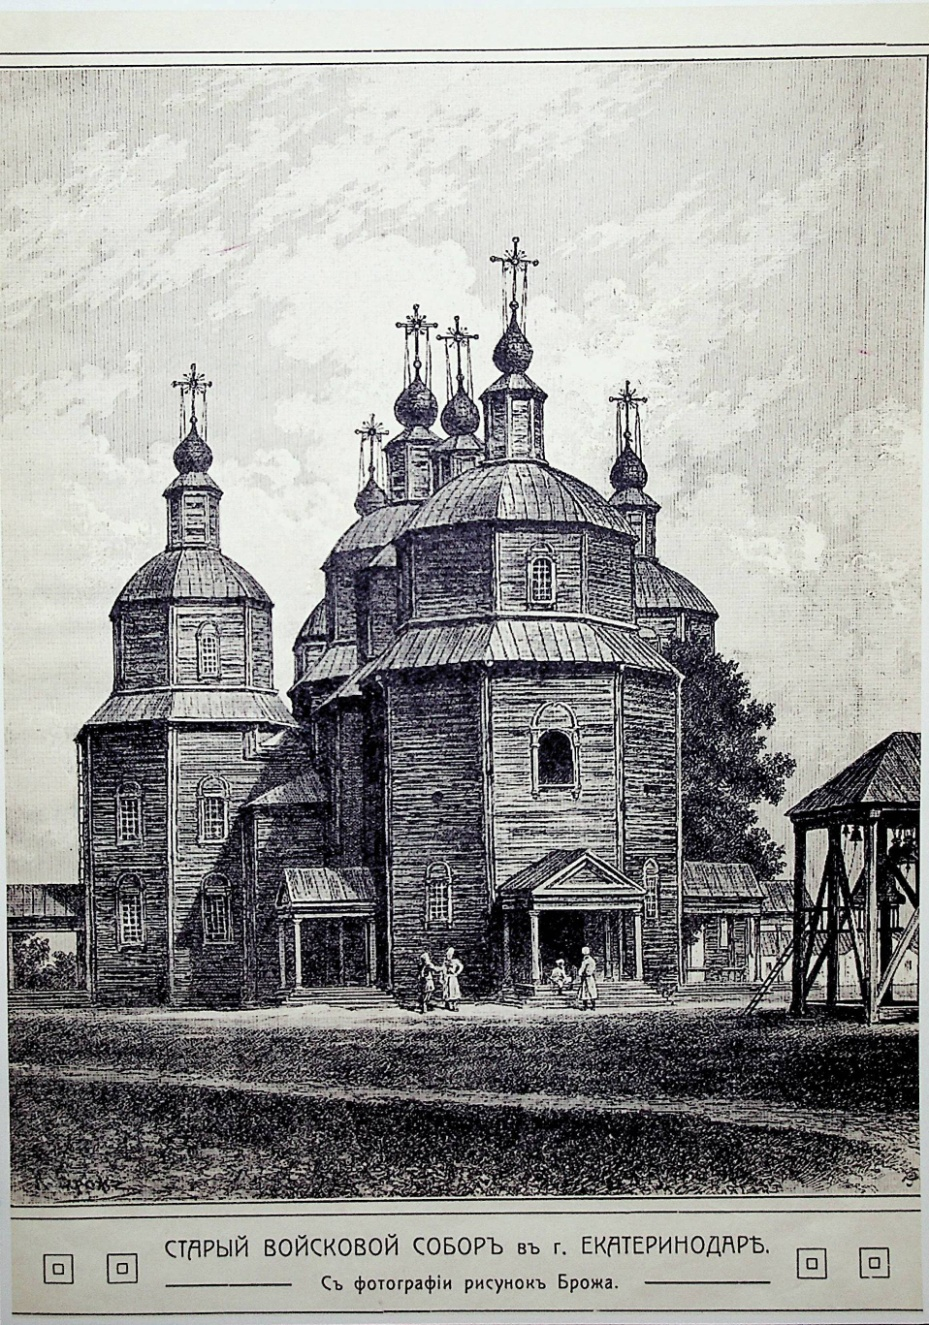 СТАРЫЙ ВОЙСКОВОЙ СОБОРЪ въ г. ЕКАТЕРИНОДАРѢ.
Съ фотографіи рисунокъ Брожа.